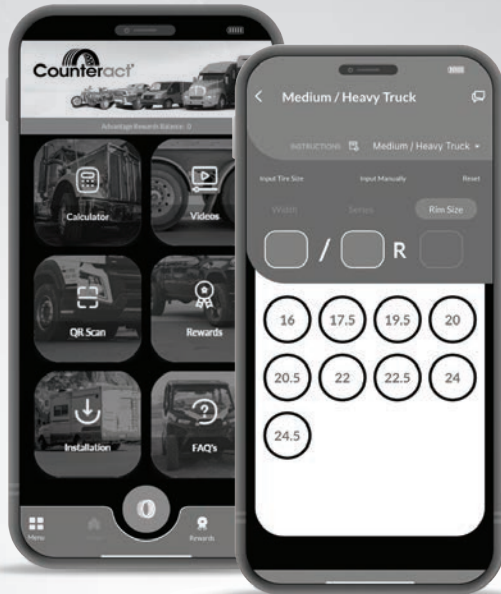 Counteract
Advantage Rewards Balance: 0
Calculator
Videos
QR Scan
Rewards
Installation
FAQ's
Menu
Rewards
Medium / Heavy Truck
INSTRUCTIONS
Medium / Heavy Truck
Input Tire Size
Input Manually
Reset
Width
Series
Rim Size
/ R
16
17.5
19.5
20
20.5
22
22.5
24
24.5